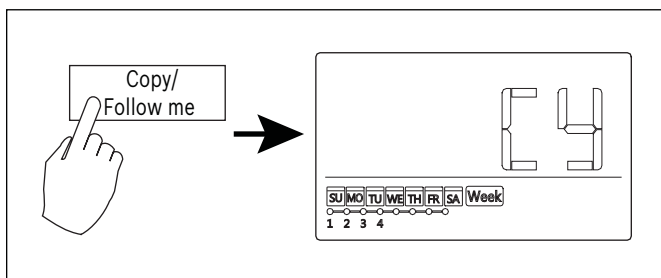 Copy/
Follow me
CY
SU MO TU WE TH FR SA Week
1 2 3 4